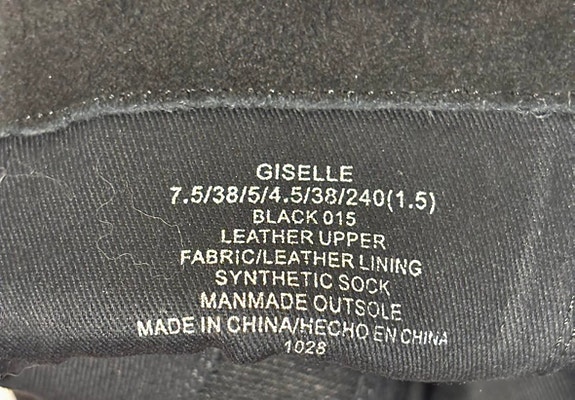 GISELLE
7.5/38/5/4.5/38/240(1.5)
BLACK 015
LEATHER UPPER
FABRIC/LEATHER LINING
SYNTHETIC SOCK
MANMADE OUTSOLE
MADE IN CHINA/HECHO EN CHINA
1028